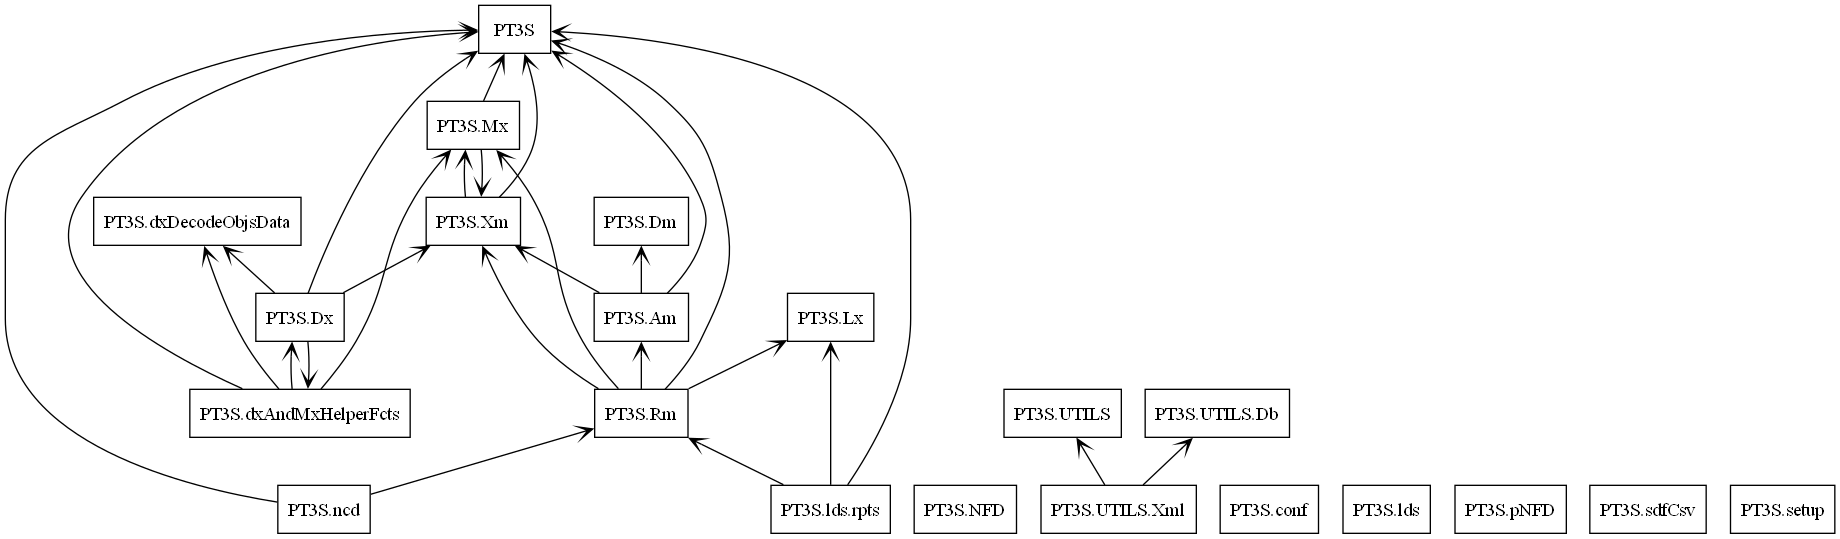 PT3S
PT3S.Mx
PT3S.dxDecodeObjsData
PT3S.Xm
PT3S.Dm
PT3S.Dx
PT3S.Am
PT3S.Lx
PT3S.dxAndMxHelperFcts
PT3S.Rm
PT3S.UTILS
PT3S.UTILS.Db
PT3S.ncd
PT3S.lds.rpts
PT3S.NFD
PT3S.UTILS.Xml
PT3S.conf
PT3S.lds
PT3S.pNFD
PT3S.sdfCsv
PT3S.setup